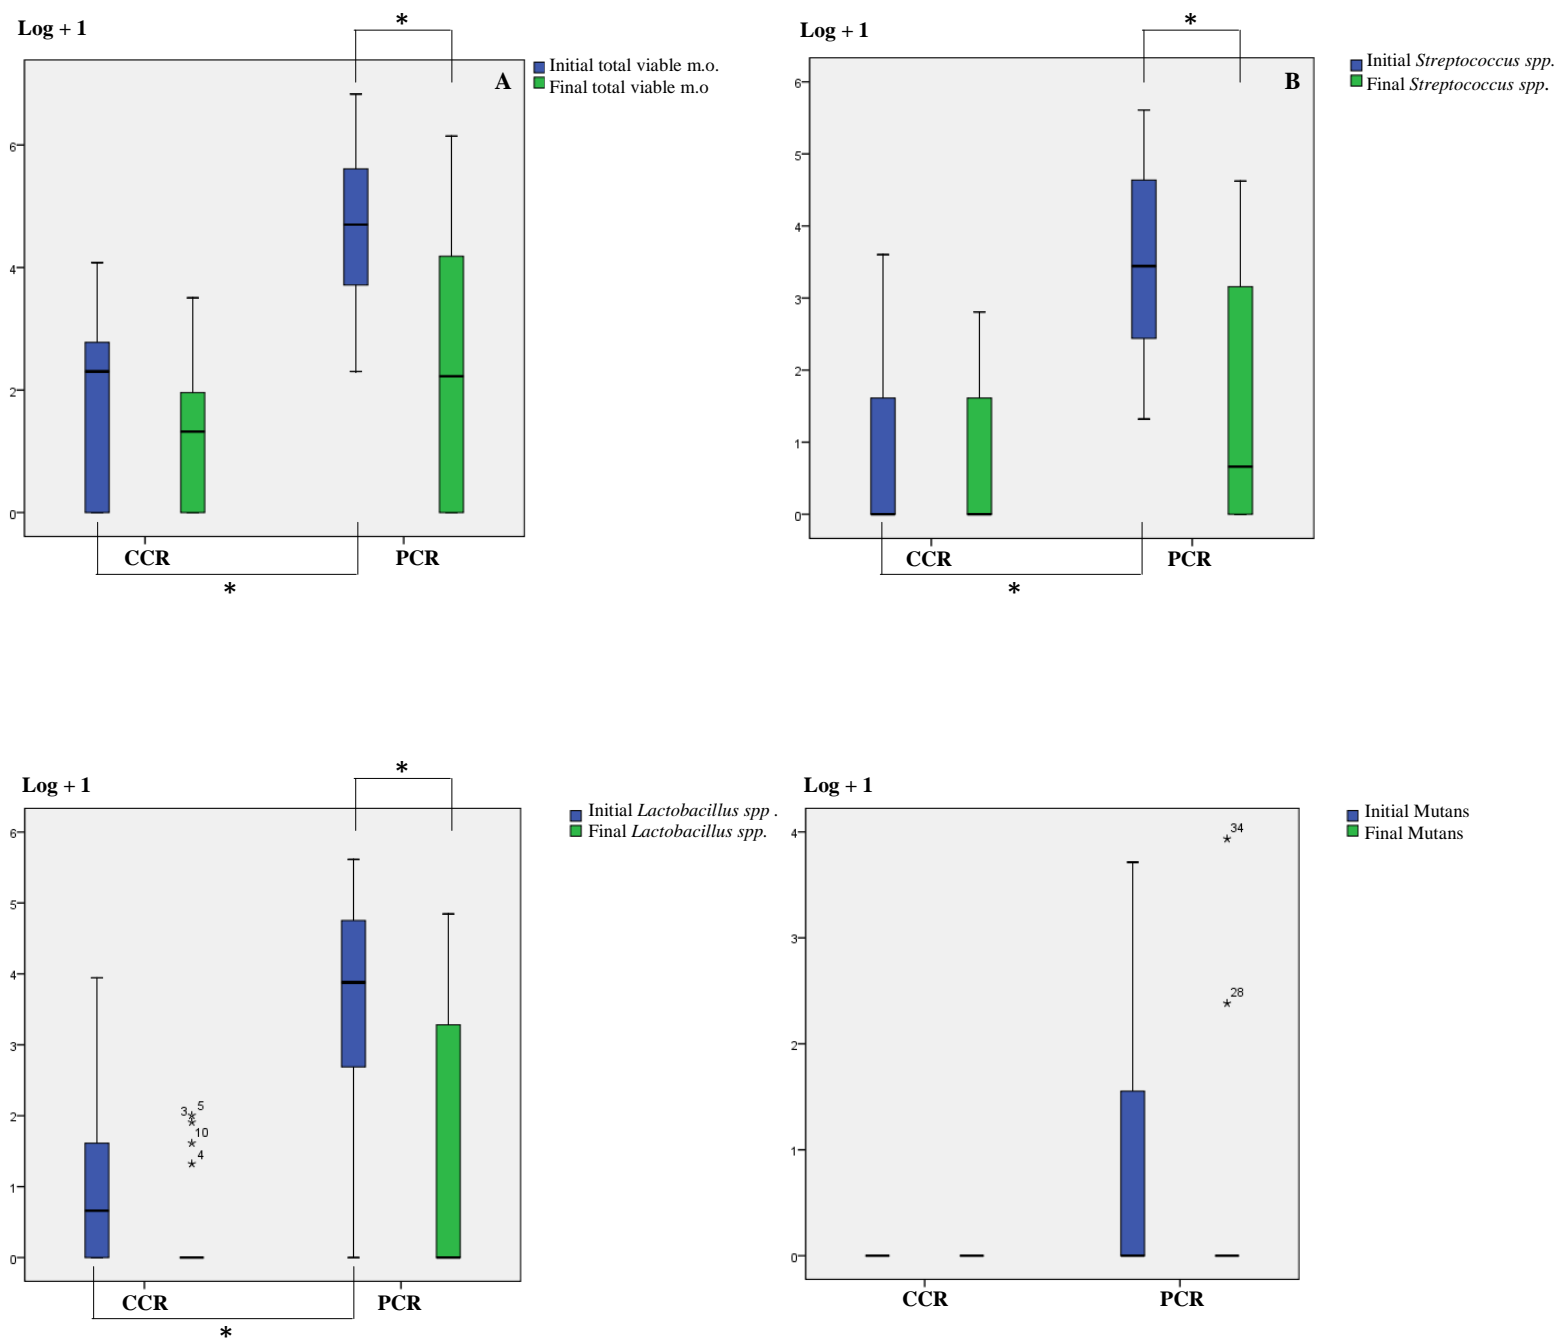 Log + 1
*
A
Initial total viable m.o.
Final total viable m.o
6
4
2
0
CCR
PCR
*
Log + 1
*
B
Initial Streptococcus spp.
Final Streptococcus spp.
6
5
4
3
2
1
0
CCR
PCR
*
Log + 1
*
Initial Lactobacillus spp .
Final Lactobacillus spp.
6
5
4
3
2
1
0
3 5
10
4
CCR
PCR
*
Log + 1
Initial Mutans
Final Mutans
4
3
2
1
0
34
28
CCR
PCR